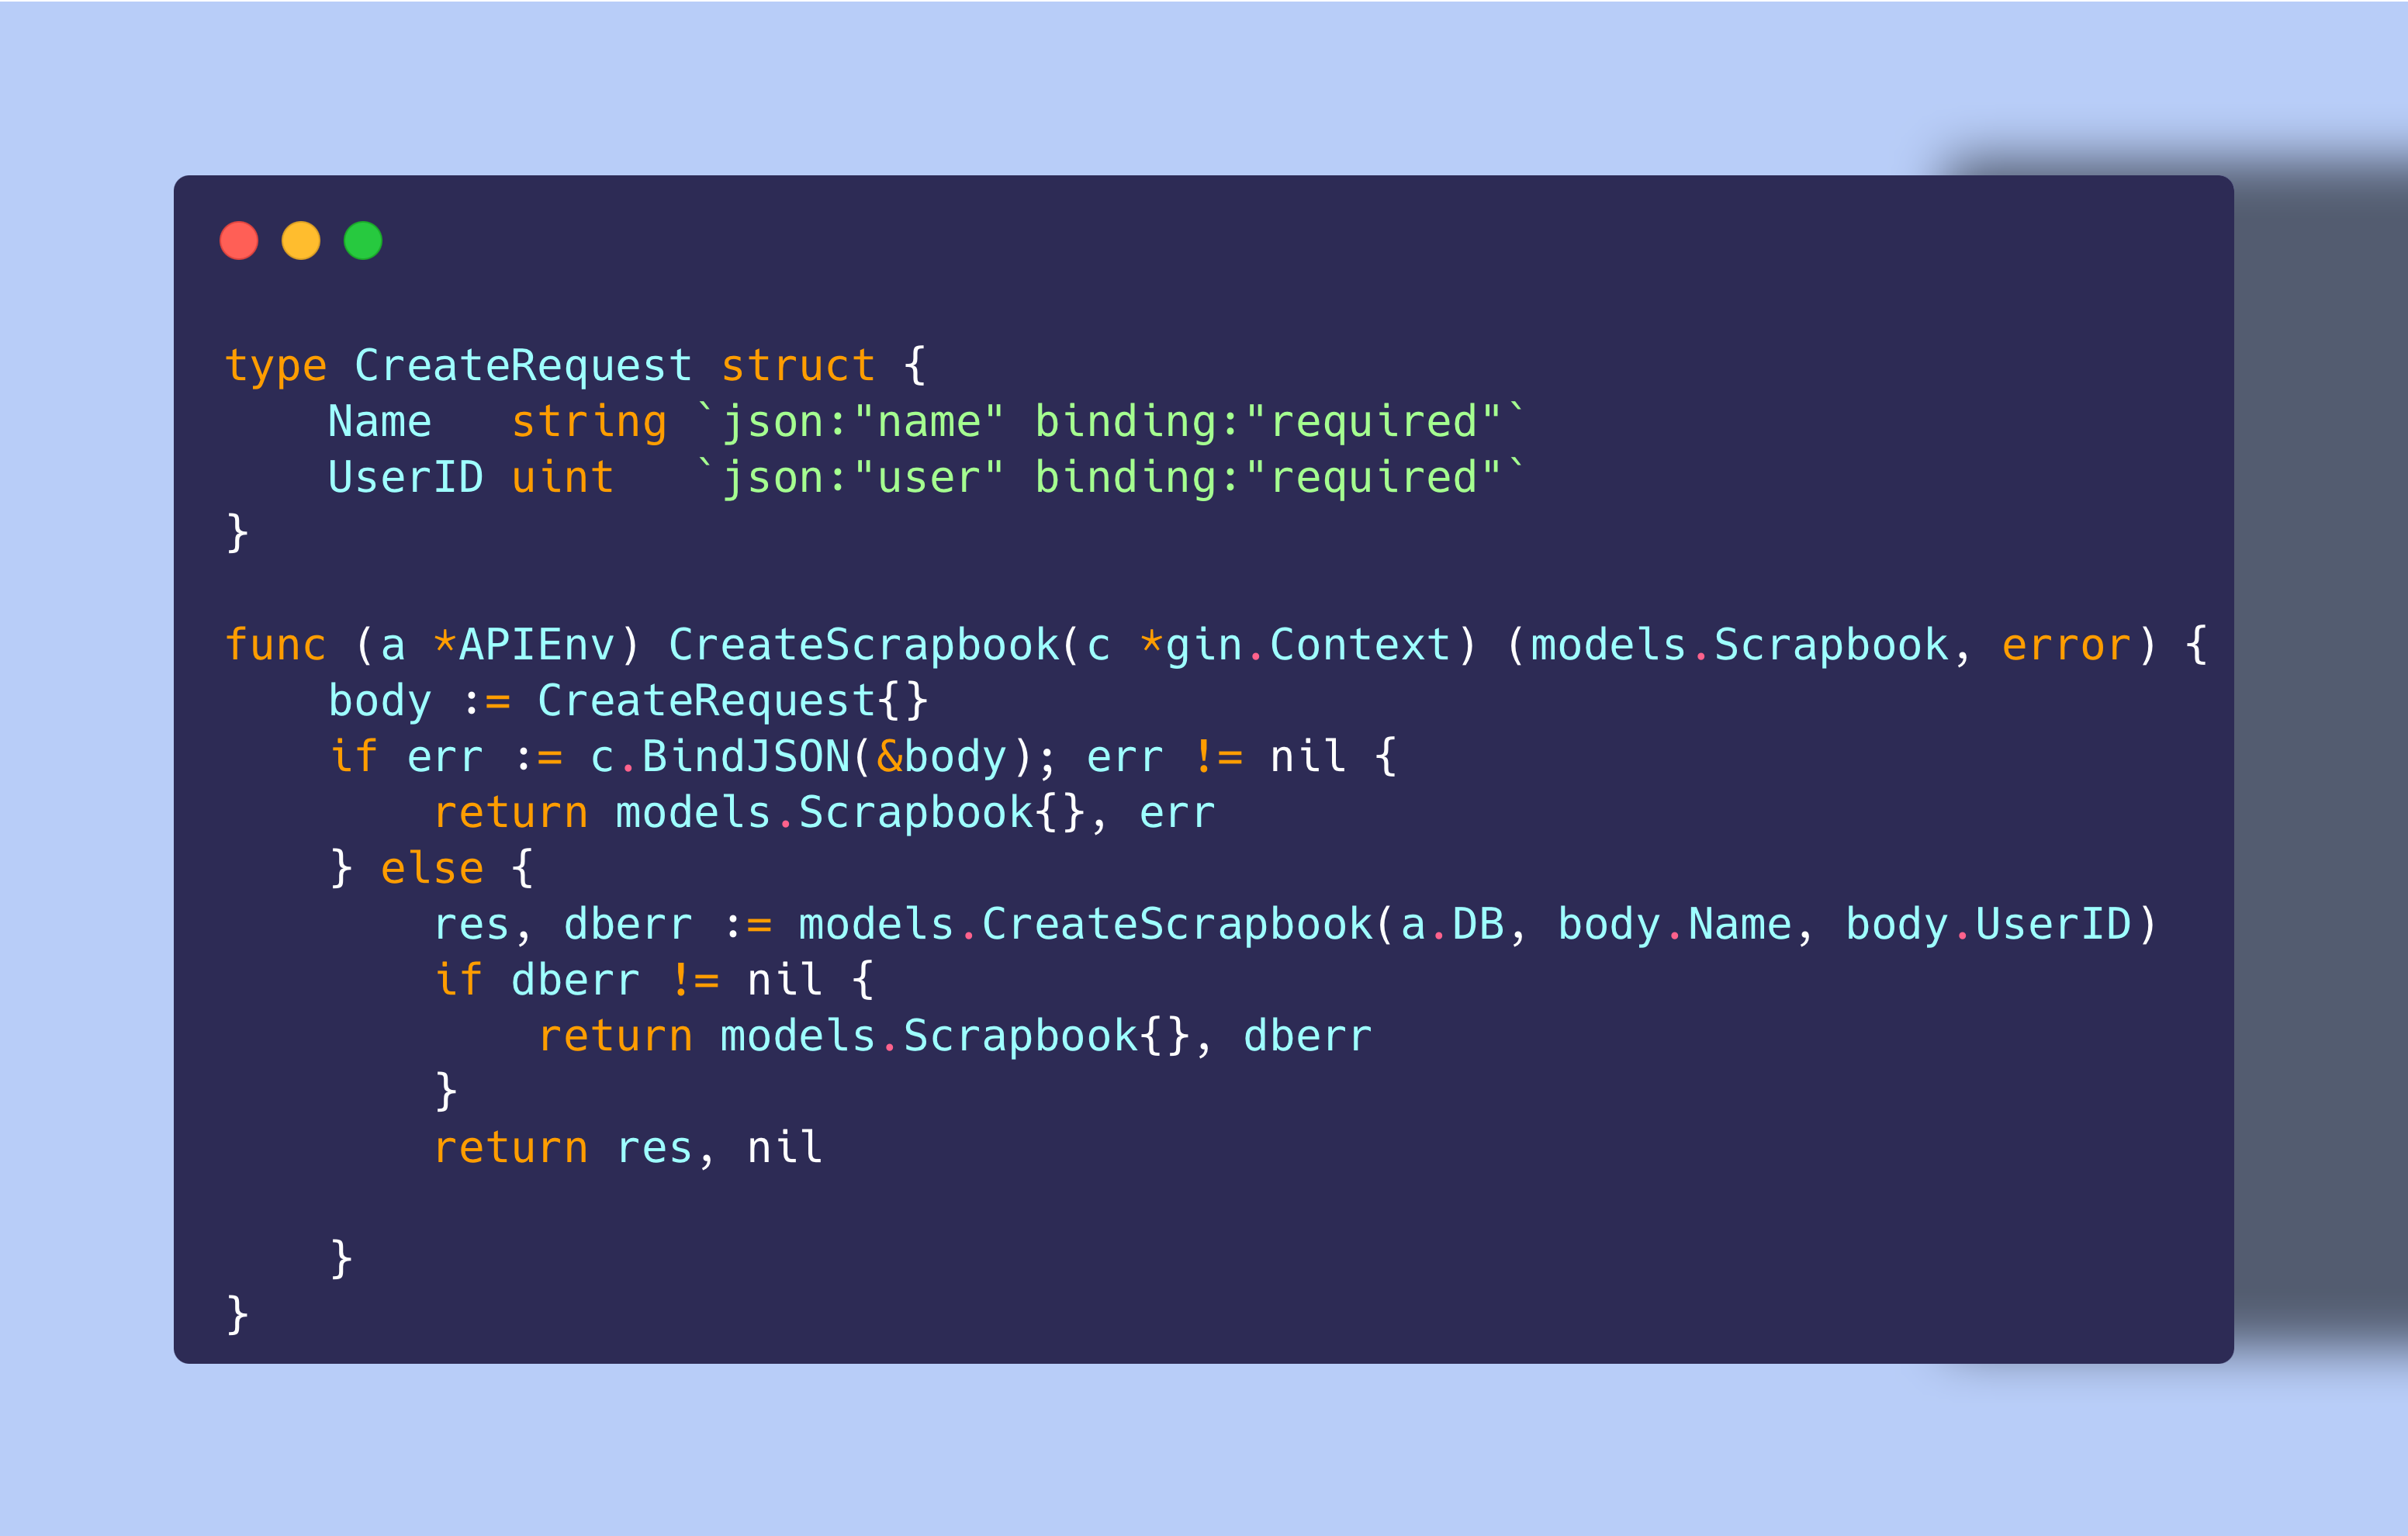 type CreateRequest struct {
    Name   string `json:"name" binding:"required"`
    UserID uint   `json:"user" binding:"required"`
}

func (a *APIEnv) CreateScrapbook(c *gin.Context) (models.Scrapbook, error) {
    body := CreateRequest{}
    if err := c.BindJSON(&body); err != nil {
        return models.Scrapbook{}, err
    } else {
        res, dberr := models.CreateScrapbook(a.DB, body.Name, body.UserID)
        if dberr != nil {
            return models.Scrapbook{}, dberr
        }
        return res, nil

    }
}